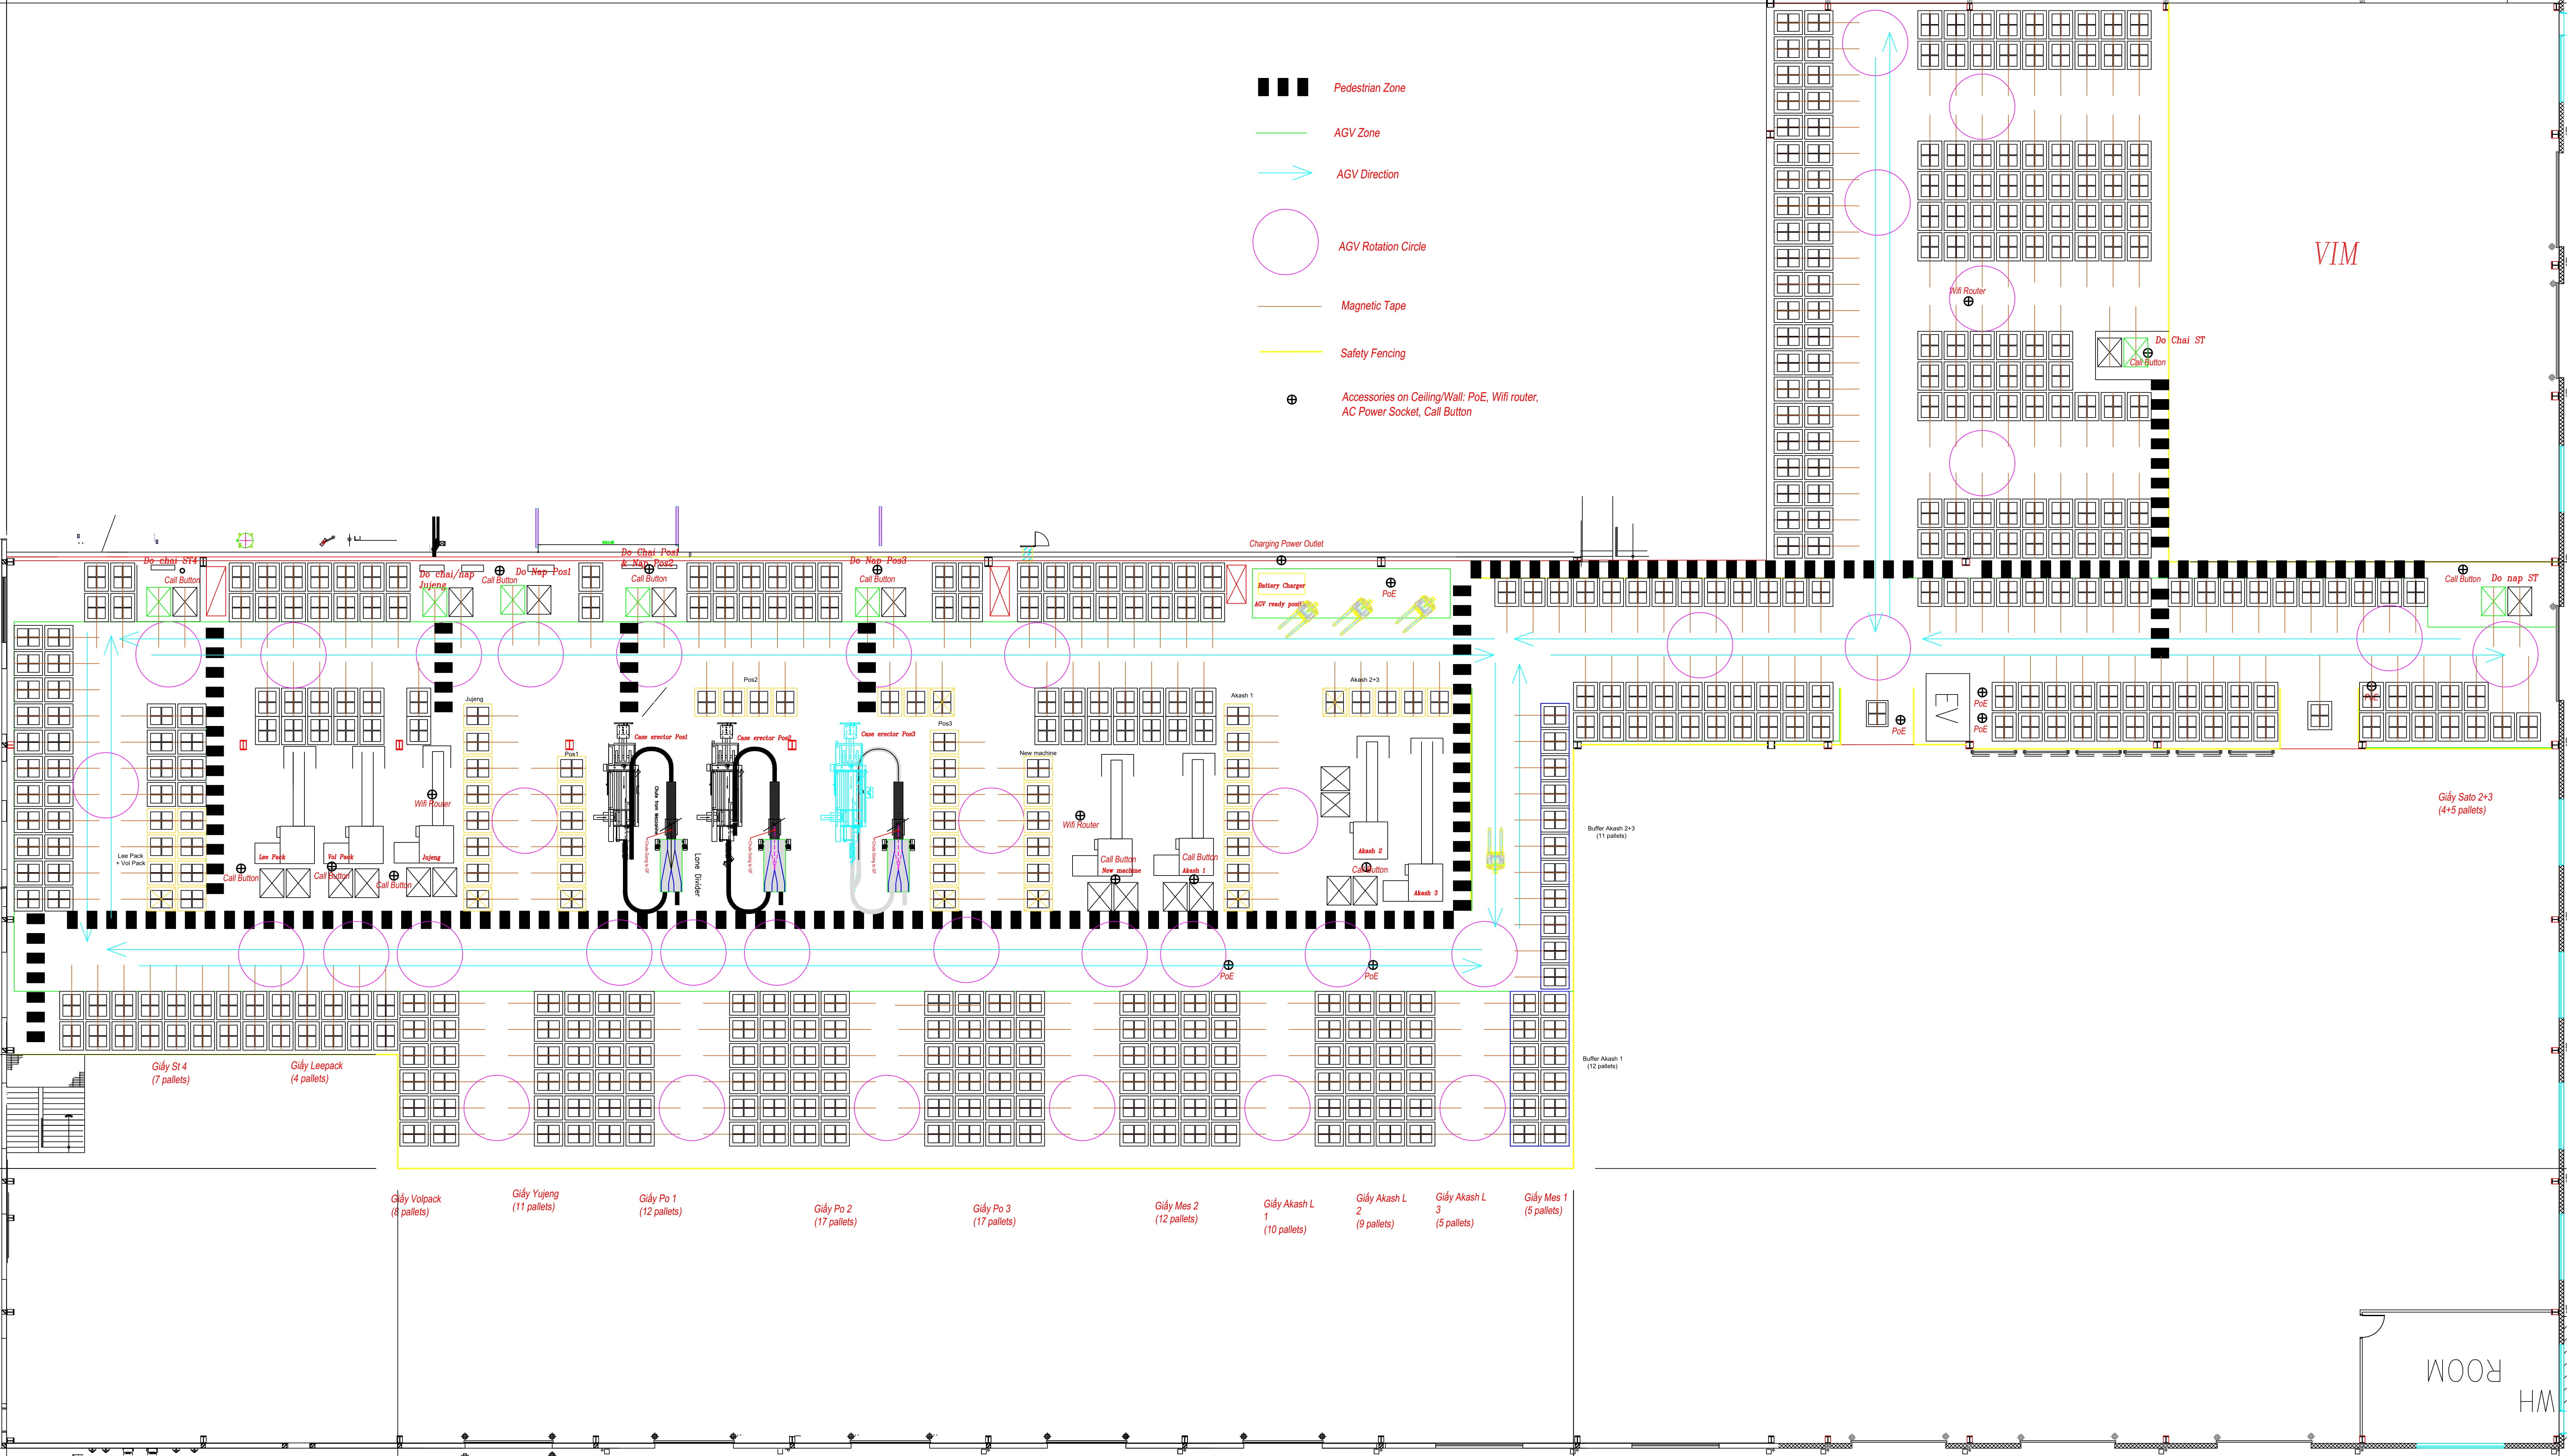 Pedestrian Zone
AGV Zone
AGV Direction
AGV Rotation Circle
Magnetic Tape
Safety Fencing
Accessories on Ceiling/Wall: PoE, Wifi router,
AC Power Socket, Call Button
VIM
Wifi Router
Do Chai ST
Call Button
Do chai ST4
Call Button
Do chai/nap
Jujeng
Call Button
Do Nap Pos1
Do Chai Pos1
& Nap Pos2
Call Button
Do Nap Pos3
Call Button
Charging Power Outlet
Battery Charger
AGV ready posit
PoE
Call Button
Do nap ST
Jujeng
Pos1
Pos2
Pos3
New machine
Akash 1
Akash 2+3
Case erector Pos1
Case erector Pos2
Case erector Pos3
Chute from Mezzanine
Lane Divider
Lee Pack
+ Vol Pack
Lee Pack
Vol Pack
Jujeng
Wifi Router
Call Button
Call Button
Call Button
Wifi Router
Call Button
New machine
Call Button
Akash 1
Akash 2
Call Button
Akash 3
PoE
PoE
PoE
PoE
PoE
PoE
Buffer Akash 2+3
(11 pallets)
Giấy Sato 2+3
(4+5 pallets)
Buffer Akash 1
(12 pallets)
Giấy St 4
(7 pallets)
Giấy Leepack
(4 pallets)
Giấy Volpack
(8 pallets)
Giấy Yujeng
(11 pallets)
Giấy Po 1
(12 pallets)
Giấy Po 2
(17 pallets)
Giấy Po 3
(17 pallets)
Giấy Mes 2
(12 pallets)
Giấy Akash L
1
(10 pallets)
Giấy Akash L
2
(9 pallets)
Giấy Akash L
3
(5 pallets)
Giấy Mes 1
(5 pallets)
WH
ROOM